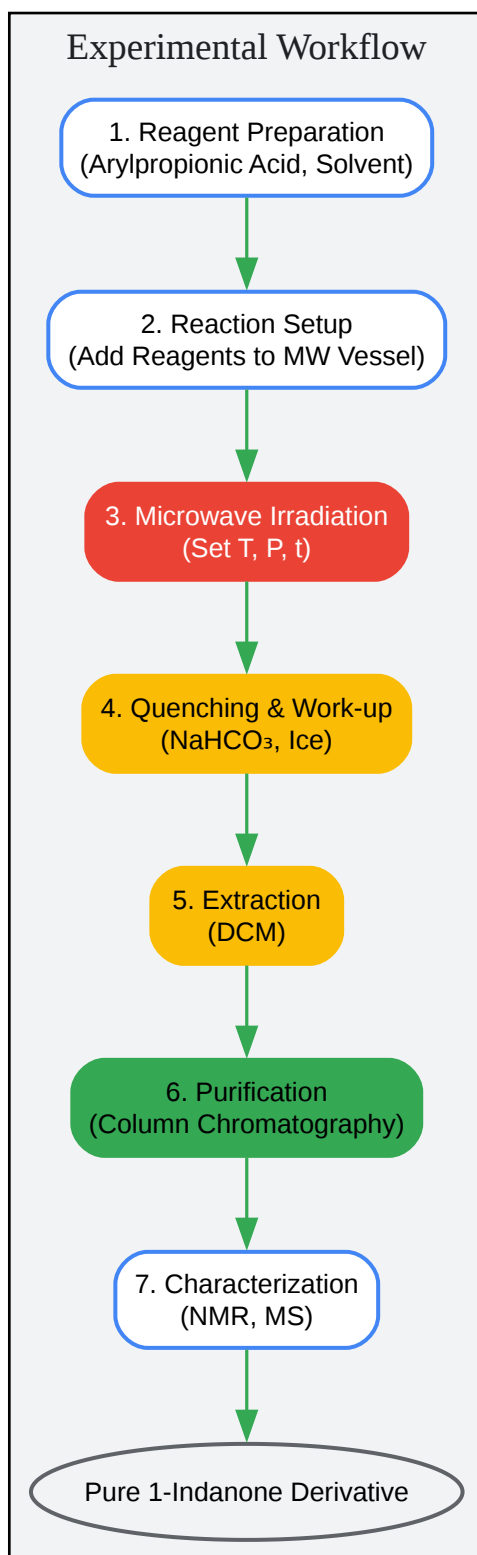 Experimental Workflow
1. Reagent Preparation
(Arylpropionic Acid, Solvent)
2. Reaction Setup
(Add Reagents to MW Vessel)
3. Microwave Irradiation
(Set T, P, t)
4. Quenching & Work-up
(NaHCO₃, Ice)
5. Extraction
(DCM)
6. Purification
(Column Chromatography)
7. Characterization
(NMR, MS)
Pure 1-Indanone Derivative